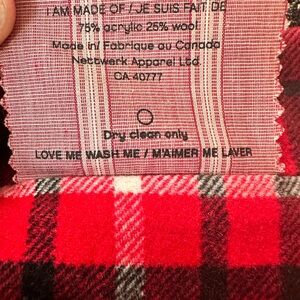 I AM MADE OF / JE SUIS FAIT DE
75% acrylic 25% wool
Made in/ Fabrique au Canada
Nettwerk Apparel Ltd.
CA 40777
Dry clean only
LOVE ME WASH ME / M'AIMER ME LAVER